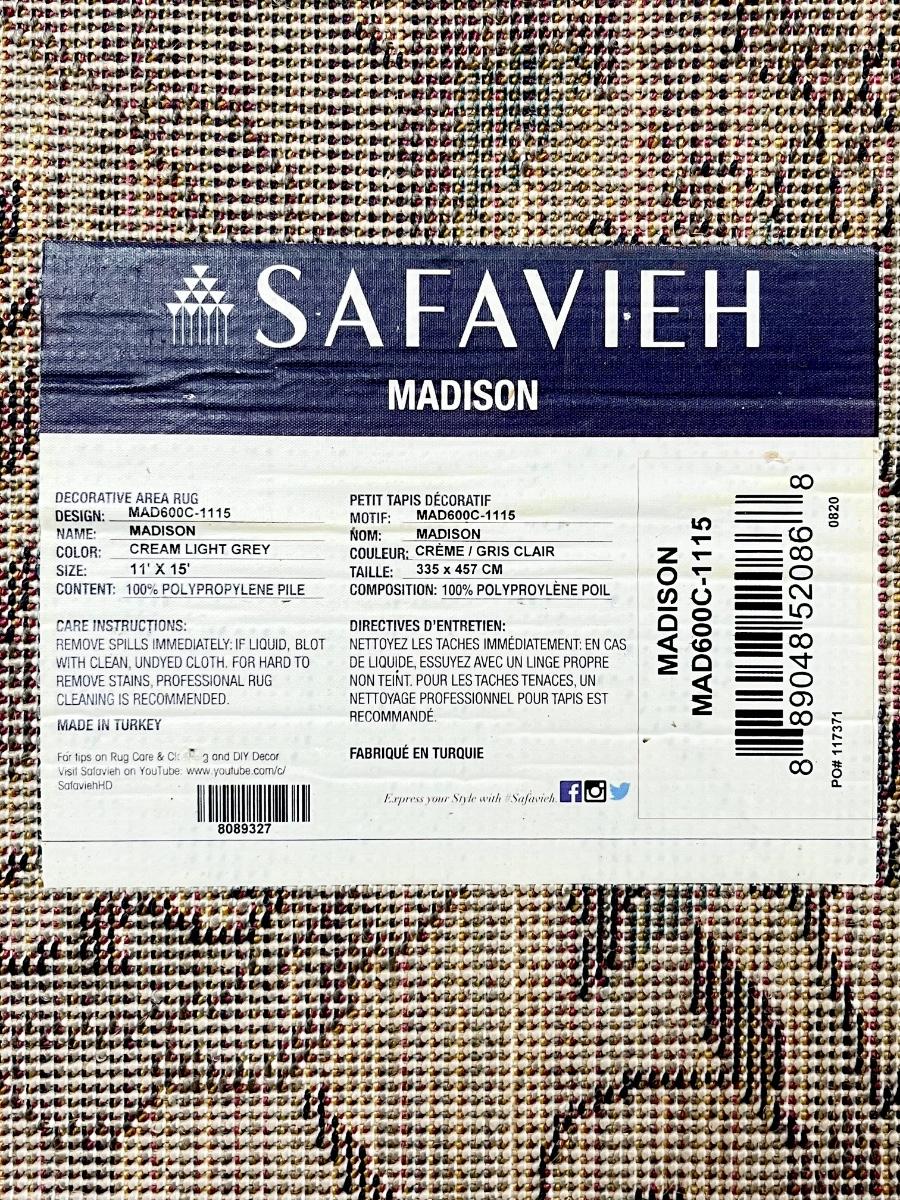 SAFAVIEH
MADISON
DECORATIVE AREA RUG
DESIGN: MAD600C-1115
NAME: MADISON
COLOR: CREAM LIGHT GREY
SIZE: 11' X 15'
CONTENT: 100% POLYPROPYLENE PILE
CARE INSTRUCTIONS:
REMOVE SPILLS IMMEDIATELY: IF LIQUID, BLOT
WITH CLEAN, UNDYED CLOTH. FOR HARD TO
REMOVE STAINS, PROFESSIONAL RUG
CLEANING IS RECOMMENDED.
MADE IN TURKEY
For tips on Rug Care & and DIY Decor
Visit Safavieh on YouTube: www.youtube.com/c/
SafaviehHD
8089327
PETIT TAPIS DÉCORATIF
MOTIF: MAD600C-1115
NOM: MADISON
COULEUR: CRÈME / GRIS CLAIR
TAILLE: 335 x 457 CM
COMPOSITION: 100% POLYPROYLÈNE POIL
DIRECTIVES D'ENTRETIEN:
NETTOYEZ LES TACHES IMMÉDIATEMENT: EN CAS
DE LIQUIDE, ESSUYEZ AVEC UN LINGE PROPRE
NON TEINT. POUR LES TACHES TENACES, UN
NETTOYAGE PROFESSIONNEL POUR TAPIS EST
RECOMMANDÉ.
FABRIQUÉ EN TURQUIE
Express your Style with #Safavieh.
MADISON
MAD600C-1115
8 89048 52086 8
0820
PO# 117371